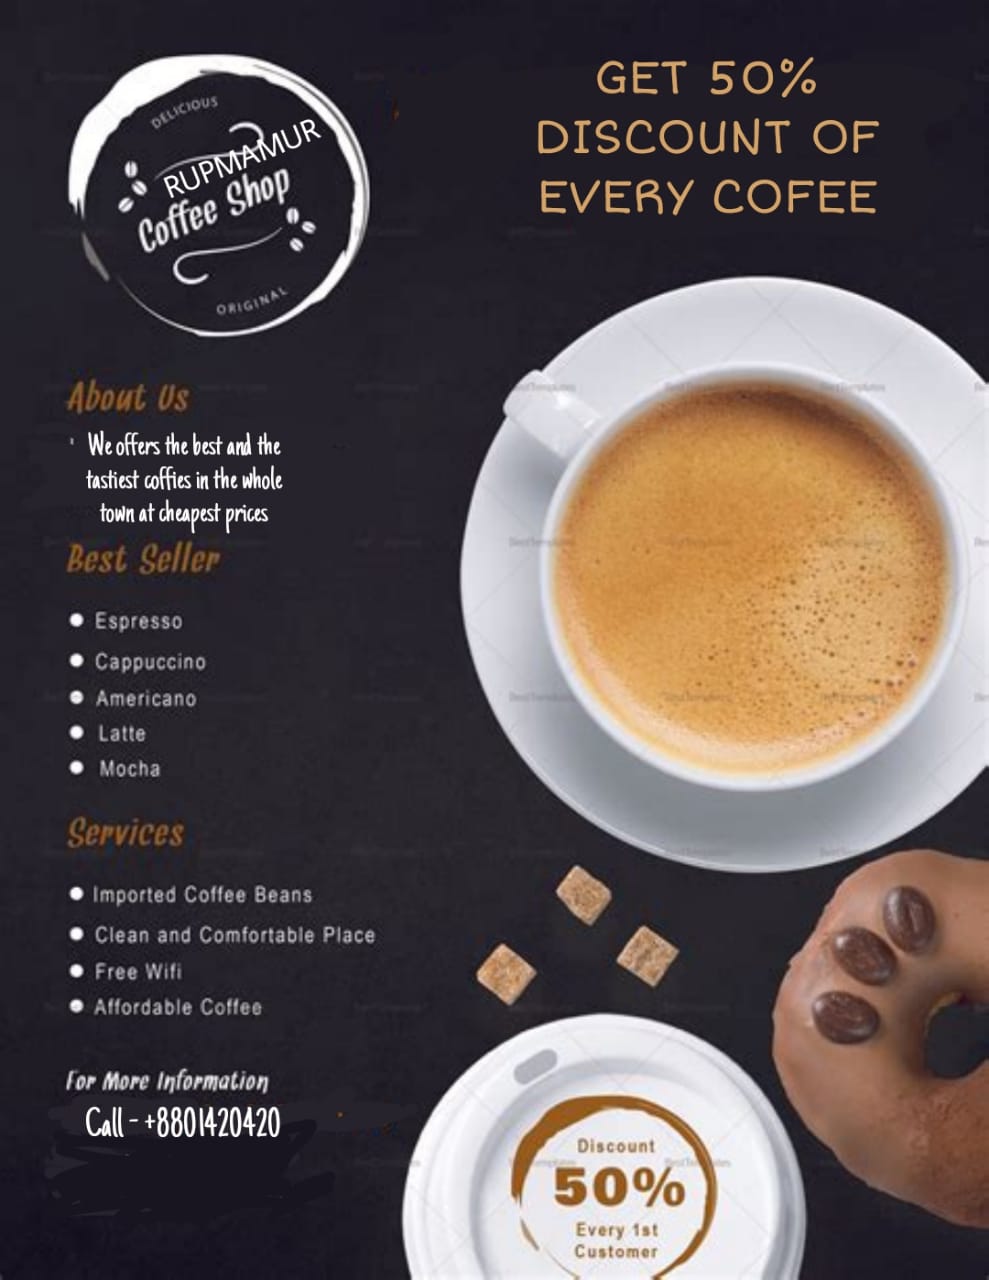 DELICIOUS
RUPMAMUR
Coffee Shop
ORIGINAL
GET 50%
DISCOUNT OF
EVERY COFEE
About Us
We offers the best and the
tastiest coffies in the whole
town at cheapest prices
Best Seller
Espresso
Cappuccino
Americano
Latte
Mocha
Services
Imported Coffee Beans
Clean and Comfortable Place
Free Wifi
Affordable Coffee
For More Information
Call - +8801420420
Discount
50%
Every 1st
Customer